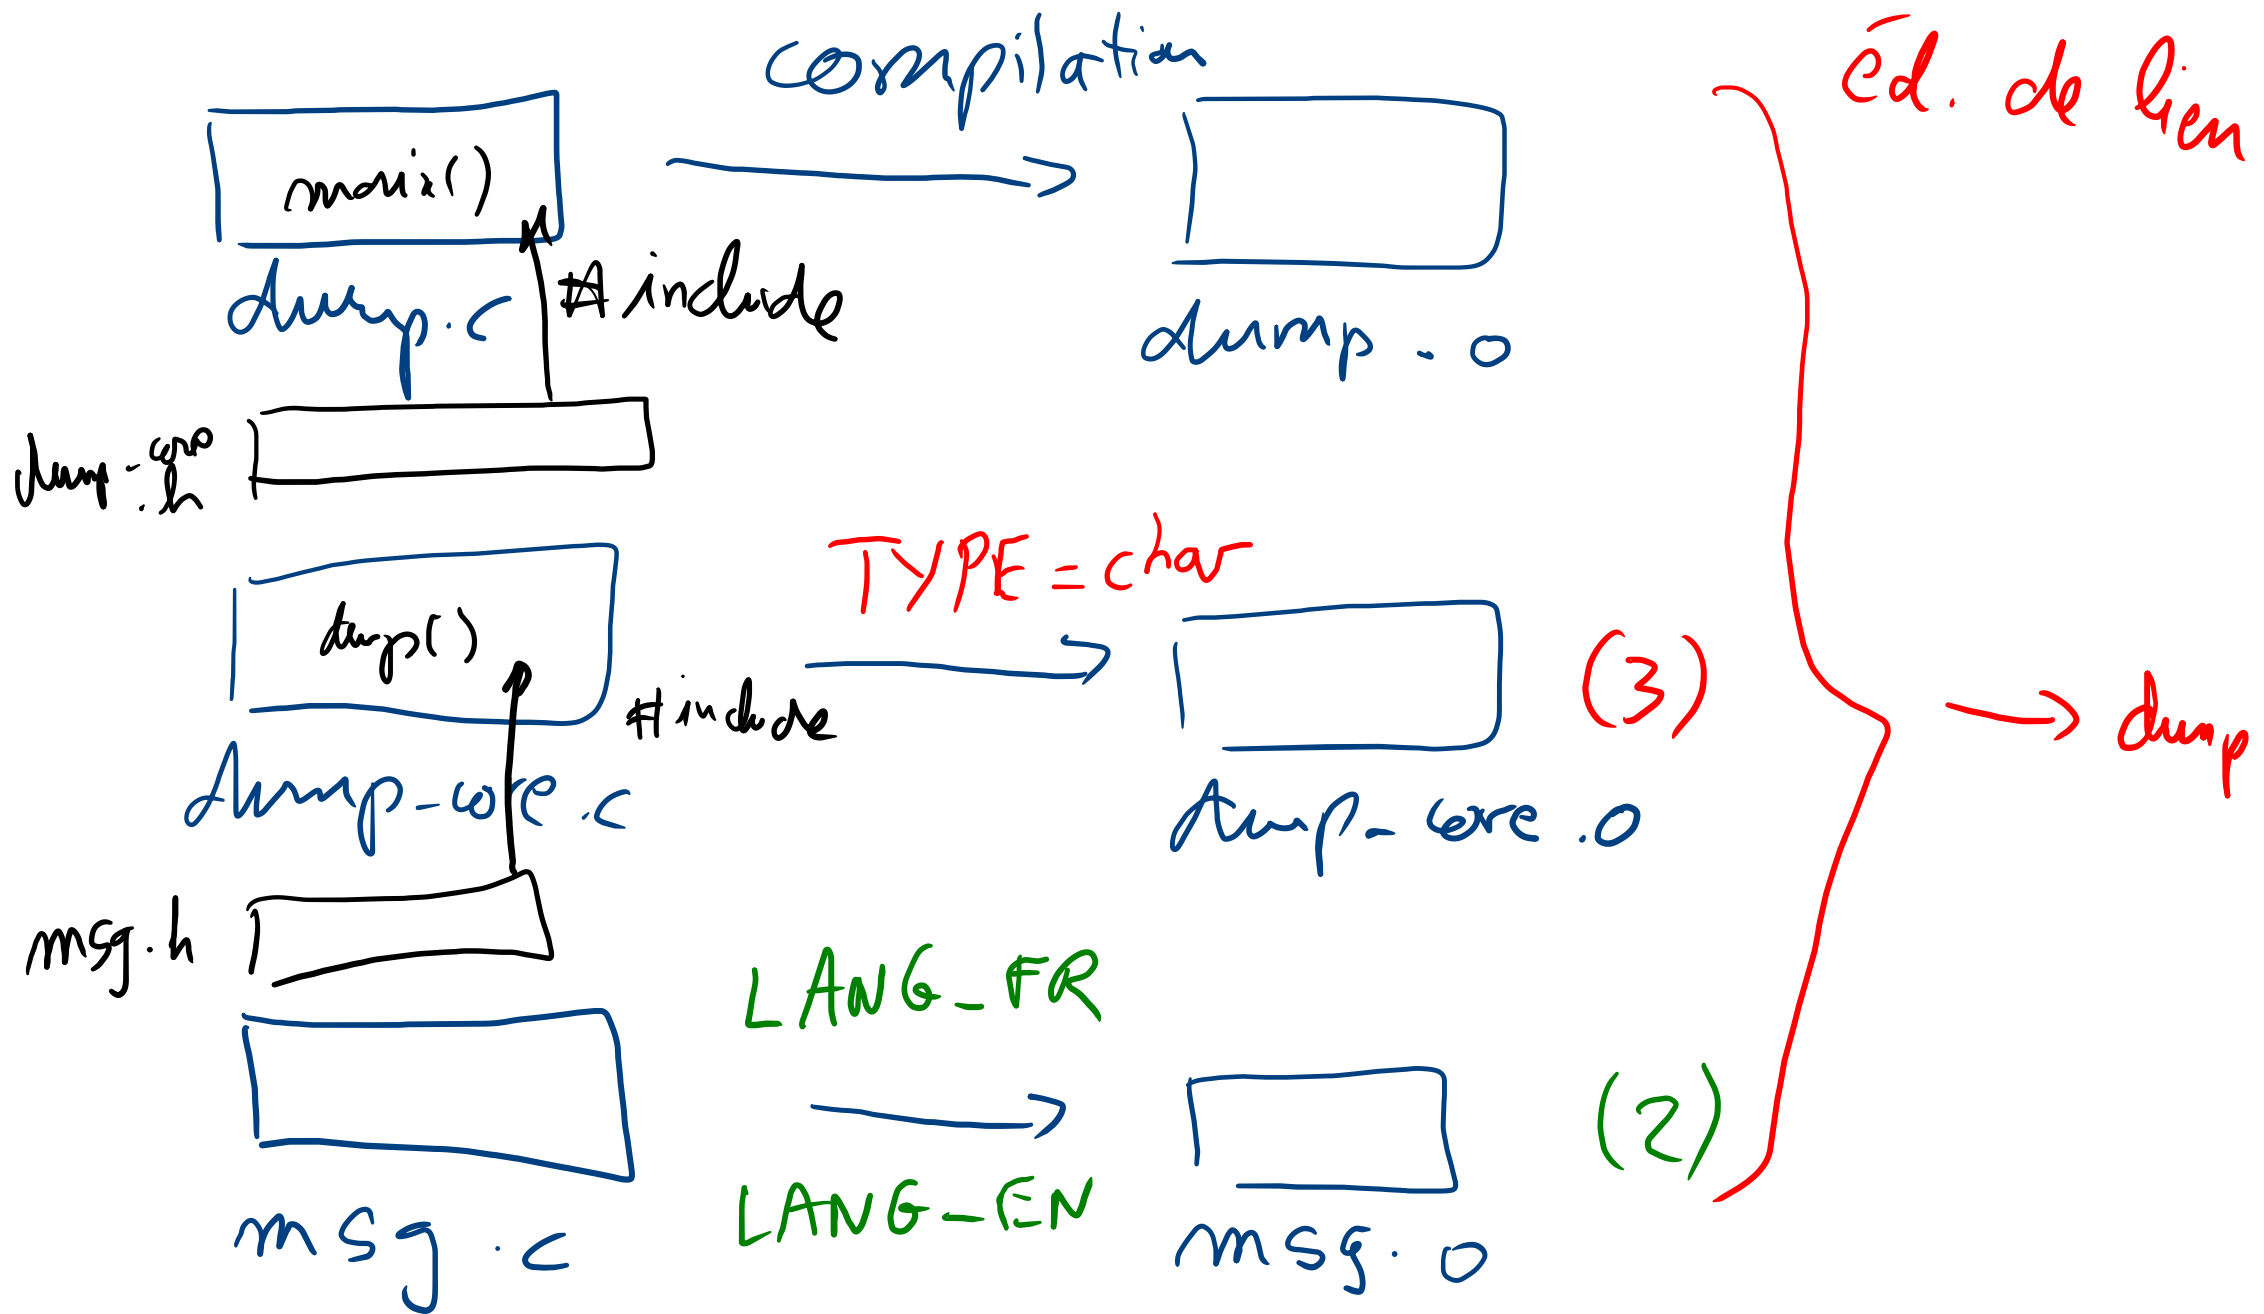 compilation
éd. de lien
main()
dump.c
#include
dump.o
dump-core
.h
TYPE=char
dump()
(3)
#include
dump
dump-core.c
dump-core.o
msg.h
LANG_FR
(2)
LANG_EN
msg.c
msg.o